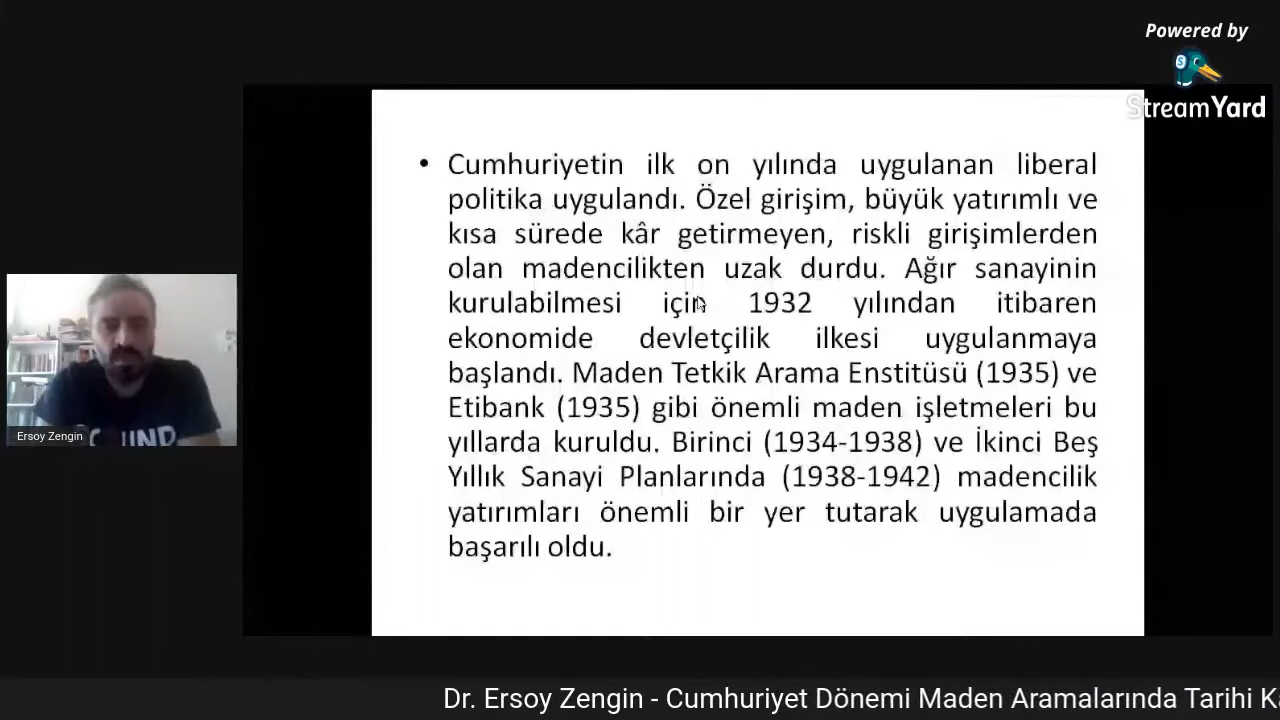 Powered by
StreamYard
• Cumhuriyetin ilk on yılında uygulanan liberal
politika uygulandı. Özel girişim, büyük yatırımlı ve
kısa sürede kâr getirmeyen, riskli girişimlerden
olan madencilikten uzak durdu. Ağır sanayinin
kurulabilmesi için 1932 yılından itibaren
ekonomide devletçilik ilkesi uygulanmaya
başlandı. Maden Tetkik Arama Enstitüsü (1935) ve
Etibank (1935) gibi önemli maden işletmeleri bu
yıllarda kuruldu. Birinci (1934-1938) ve İkinci Beş
Yıllık Sanayi Planlarında (1938-1942) madencilik
yatırımları önemli bir yer tutarak uygulamada
başarılı oldu.
Ersoy Zengin
Dr. Ersoy Zengin - Cumhuriyet Dönemi Maden Aramalarında Tarihi